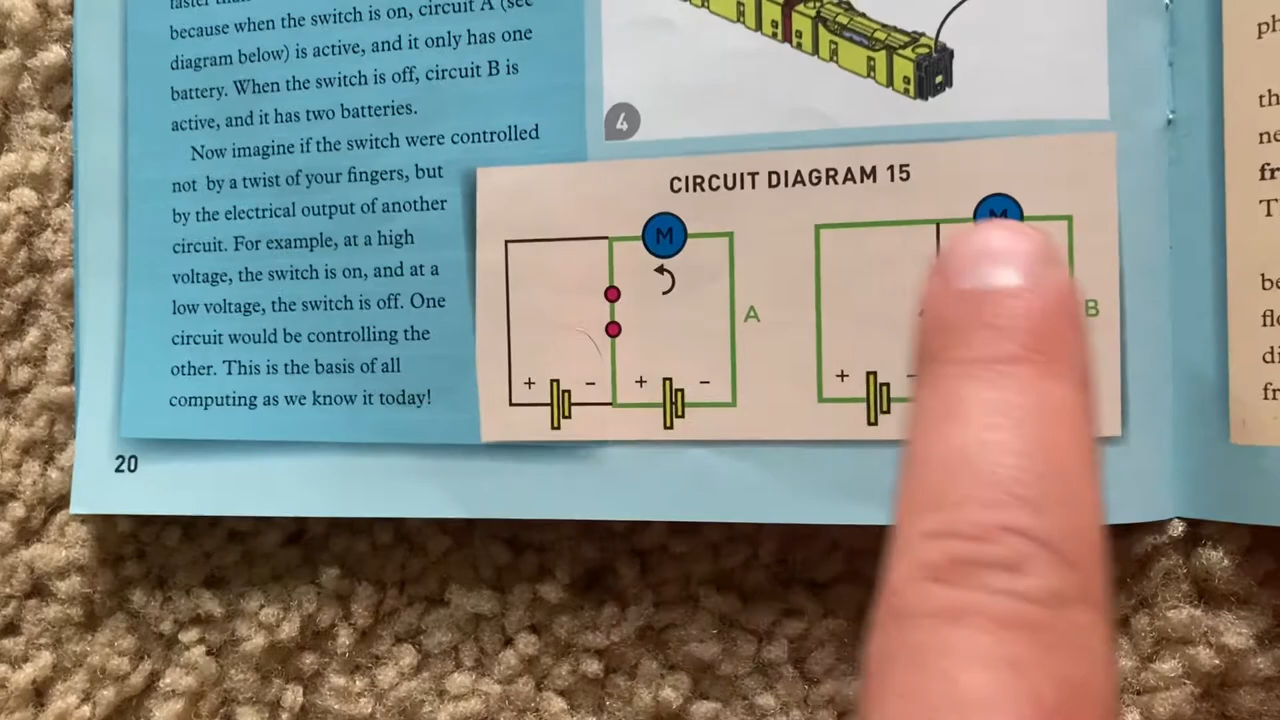 because when the switch is on, circuit A (see
diagram below) is active, and it only has one
battery. When the switch is off, circuit B is
active, and it has two batteries.
Now imagine if the switch were controlled
not by a twist of your fingers, but
by the electrical output of another
circuit. For example, at a high
voltage, the switch is on, and at a
low voltage, the switch is off. One
circuit would be controlling the
other. This is the basis of all
computing as we know it today!
20
4
CIRCUIT DIAGRAM 15
M
A
+ - + -
M
B
+ -